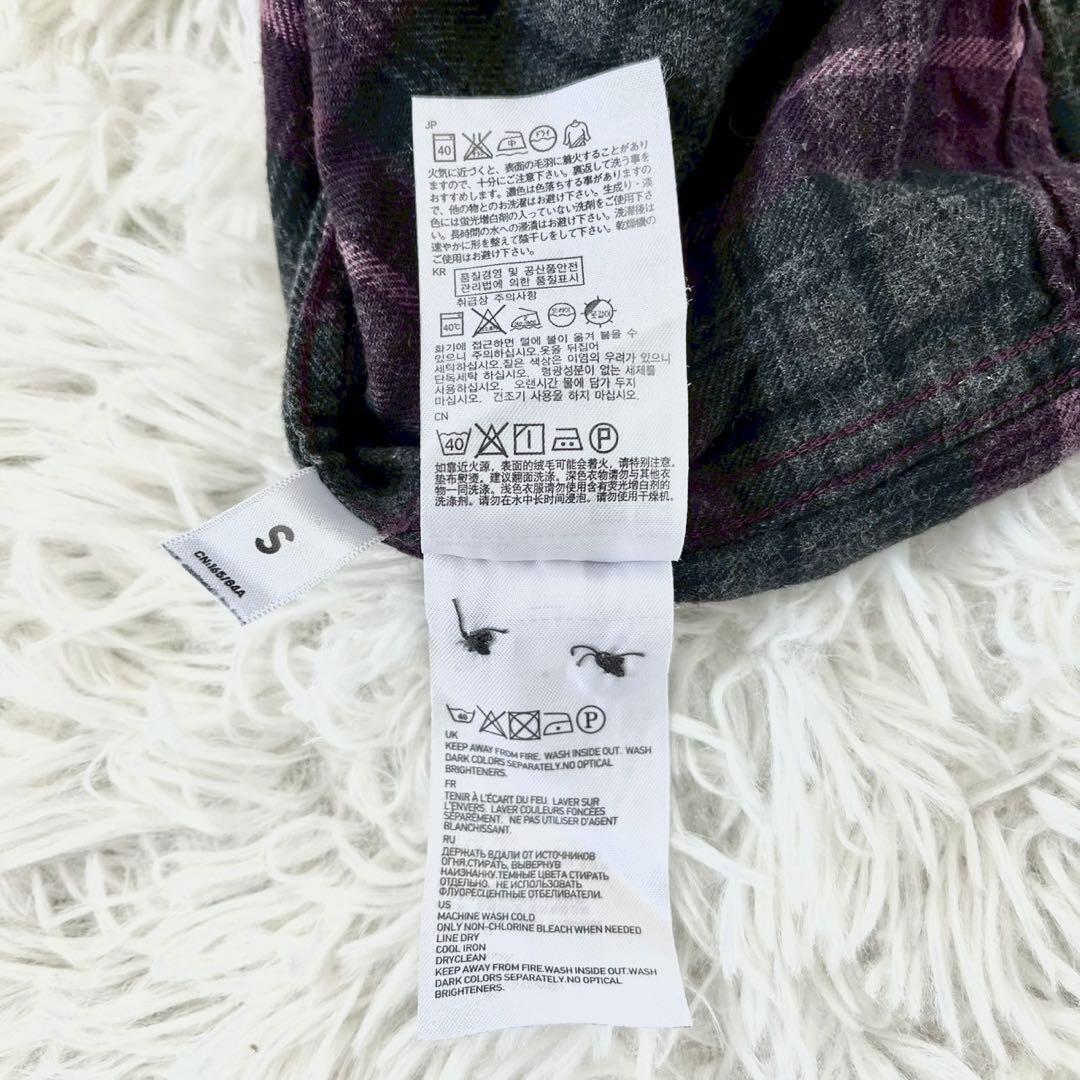 JP
40 中 ドライ
火気に近づくと、表面の毛羽に着火することがあり
ますので、十分にご注意下さい。裏返して洗う事を
おすすめします。濃色は色落ちする事がありますの
で、他の物とのお洗濯はお避け下さい。生成り・淡
色には蛍光増白剤の入っていない洗剤をご使用下さ
い。長時間の水への浸漬はお避け下さい。洗濯後は
速やかに形を整えて陰干しをして下さい。乾燥機の
ご使用はお避け下さい。
KR
품질경영 및 공산품안전
관리법에 의한 품질표시
취급상 주의사항
40℃ 드라이 옷걸이
화기에 접근하면 털에 불이 옮겨 붙을 수
있으니 주의하십시오.옷을 뒤집어
세탁하십시오.짙은 색상은 이염의 우려가 있으니
단독세탁 하십시오. 형광성분이 없는 세제를
사용하십시오. 오랜시간 물에 담가 두지
마십시오. 건조기 사용을 하지 마십시오.
CN
40 P
如靠近火源，表面的绒毛可能会着火，请特别注意。
垫布熨烫。建议翻面洗涤。深色衣物请勿与其他衣
物一同洗涤。浅色衣服请勿使用含有荧光增白剂的
洗涤剂。请勿在水中长时间浸泡。请勿使用干燥机。
S
CN:165/84A
40 P
UK
KEEP AWAY FROM FIRE. WASH INSIDE OUT. WASH
DARK COLORS SEPARATELY.NO OPTICAL
BRIGHTENERS.
FR
TENIR À L'ÉCART DU FEU. LAVER SUR
L'ENVERS. LAVER COULEURS FONCÉES
SÉPAREMENT. NE PAS UTILISER D'AGENT
BLANCHISSANT.
RU
ДЕРЖАТЬ ВДАЛИ ОТ ИСТОЧНИКОВ
ОГНЯ.СТИРАТЬ, ВЫВЕРНУВ
НАИЗНАНКУ.ТЕМНЫЕ ЦВЕТА СТИРАТЬ
ОТДЕЛЬНО. НЕ ИСПОЛЬЗОВАТЬ
ФЛУОРЕСЦЕНТНЫЕ ОТБЕЛИВАТЕЛИ.
US
MACHINE WASH COLD
ONLY NON-CHLORINE BLEACH WHEN NEEDED
LINE DRY
COOL IRON
DRYCLEAN
KEEP AWAY FROM FIRE.WASH INSIDE OUT.WASH
DARK COLORS SEPARATELY.NO OPTICAL
BRIGHTENERS.